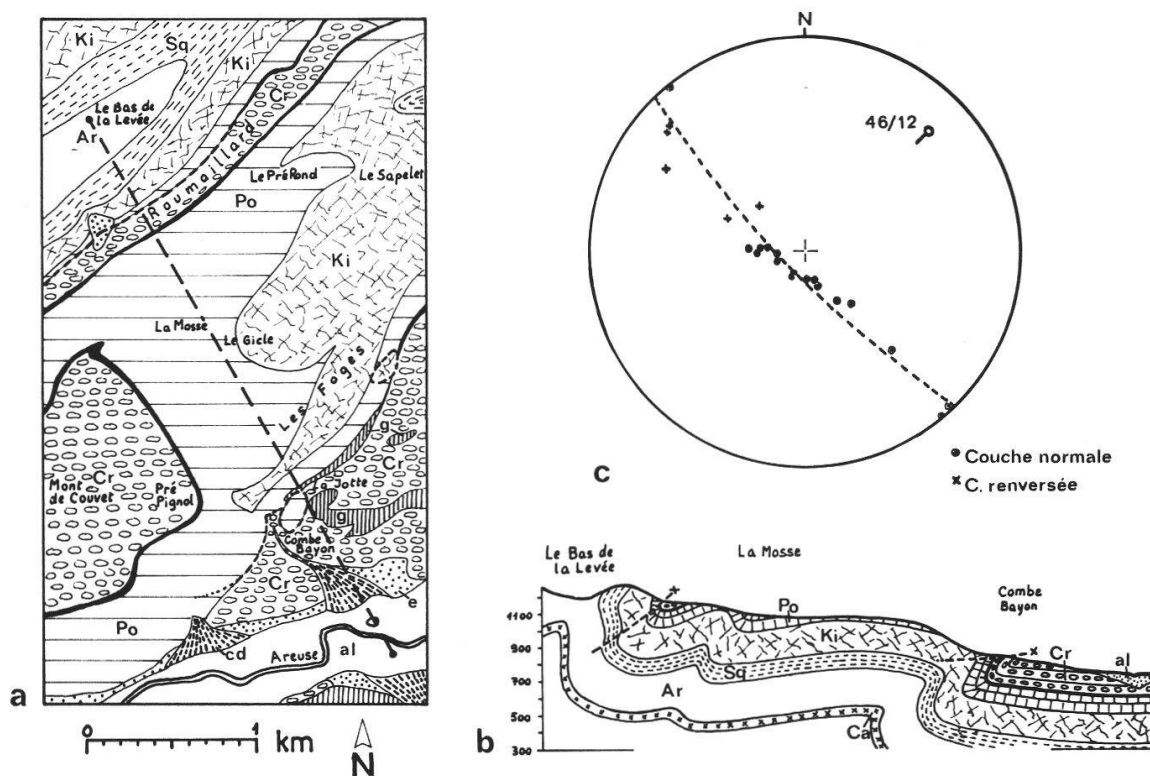 Ki
Sq
Ki
Cr
Le Bas de
la Levée
Ar
Roumaillard
Le Pré Rond
Le Sapelet
Po
Ki
La Mosse
Le Gicle
Les Foges
g
Cr
Mont
de Couvet
Cr
Pré
Pignol
Jotte
g
Combe
Bayon
Cr
e
Po
cd
Areuse
al
a
0 1
km
N
N
46/12
c
Couche normale
x C. renversée
Le Bas de
la Levée
La Mosse
Combe
Bayon
1100
900
700
500
300
x
Po
Ki
x
Cr
al
Sq
Ar
Ca
b